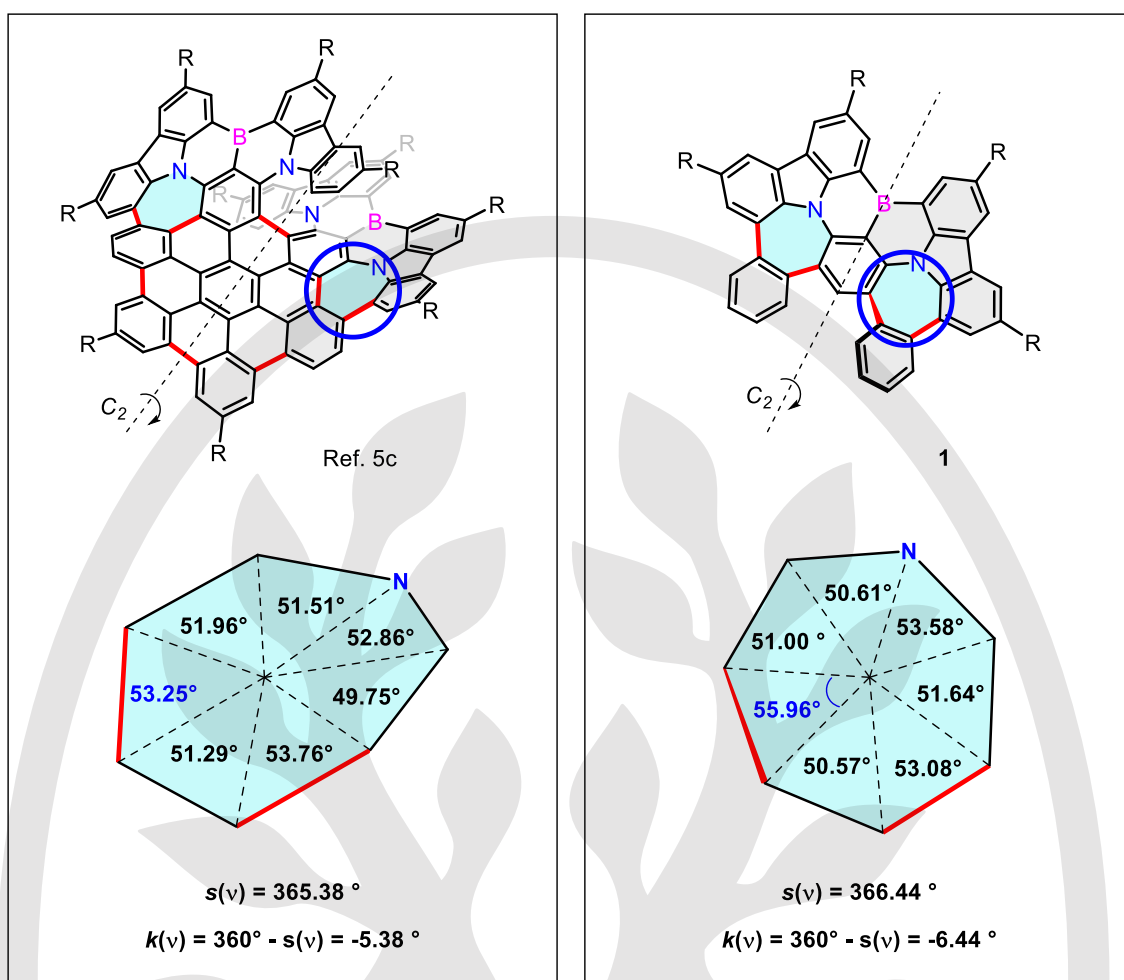 R
R
R
R
B
N
N
R
R
R
R
N
B
N
R
R
R
C2
Ref. 5c
R
R
R
B
N
N
R
C2
1
N
51.51°
51.96°
52.86°
53.25°
49.75°
51.29°
53.76°
s(ν) = 365.38 °
k(ν) = 360° - s(ν) = -5.38 °
N
50.61°
53.58°
51.00 °
51.64°
55.96°
50.57°
53.08°
s(ν) = 366.44 °
k(ν) = 360° - s(ν) = -6.44 °